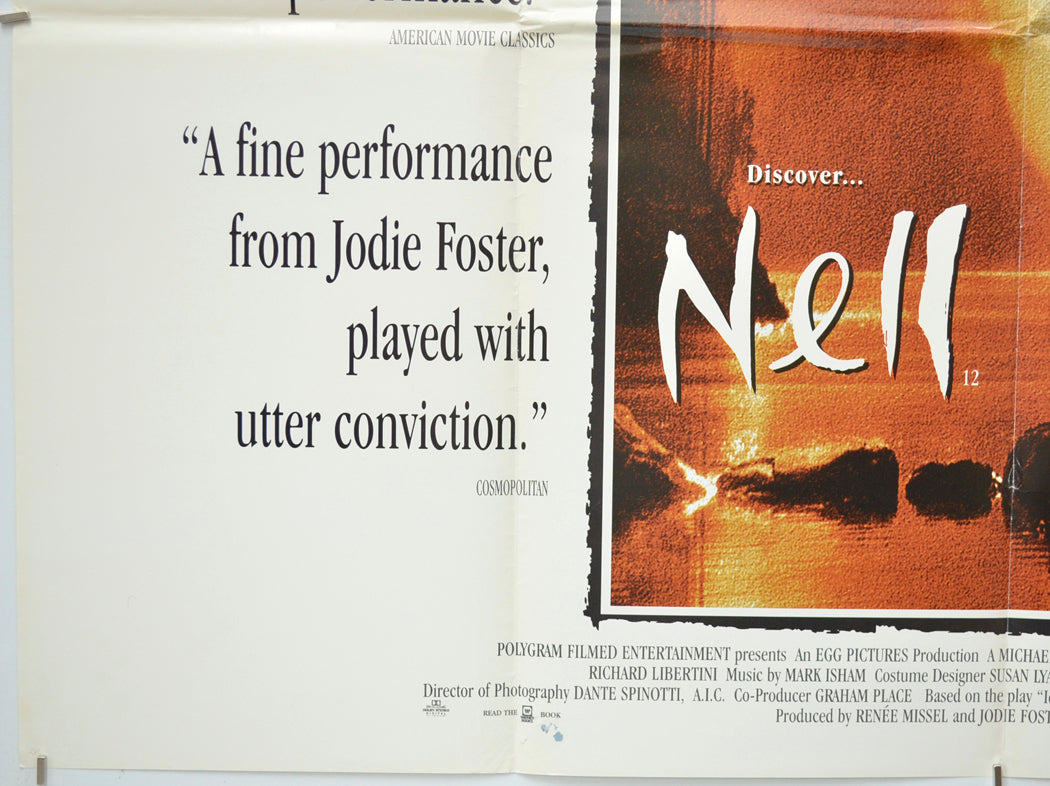 performance.”
AMERICAN MOVIE CLASSICS
“A fine performance
from Jodie Foster,
played with
utter conviction.”
COSMOPOLITAN
Discover...
Nell
12
POLYGRAM FILMED ENTERTAINMENT presents An EGG PICTURES Production A MICHAE
RICHARD LIBERTINI Music by MARK ISHAM Costume Designer SUSAN LYA
Director of Photography DANTE SPINOTTI, A.I.C. Co-Producer GRAHAM PLACE Based on the play “I
Produced by RENÉE MISSEL and JODIE FOST
READ THE BOOK